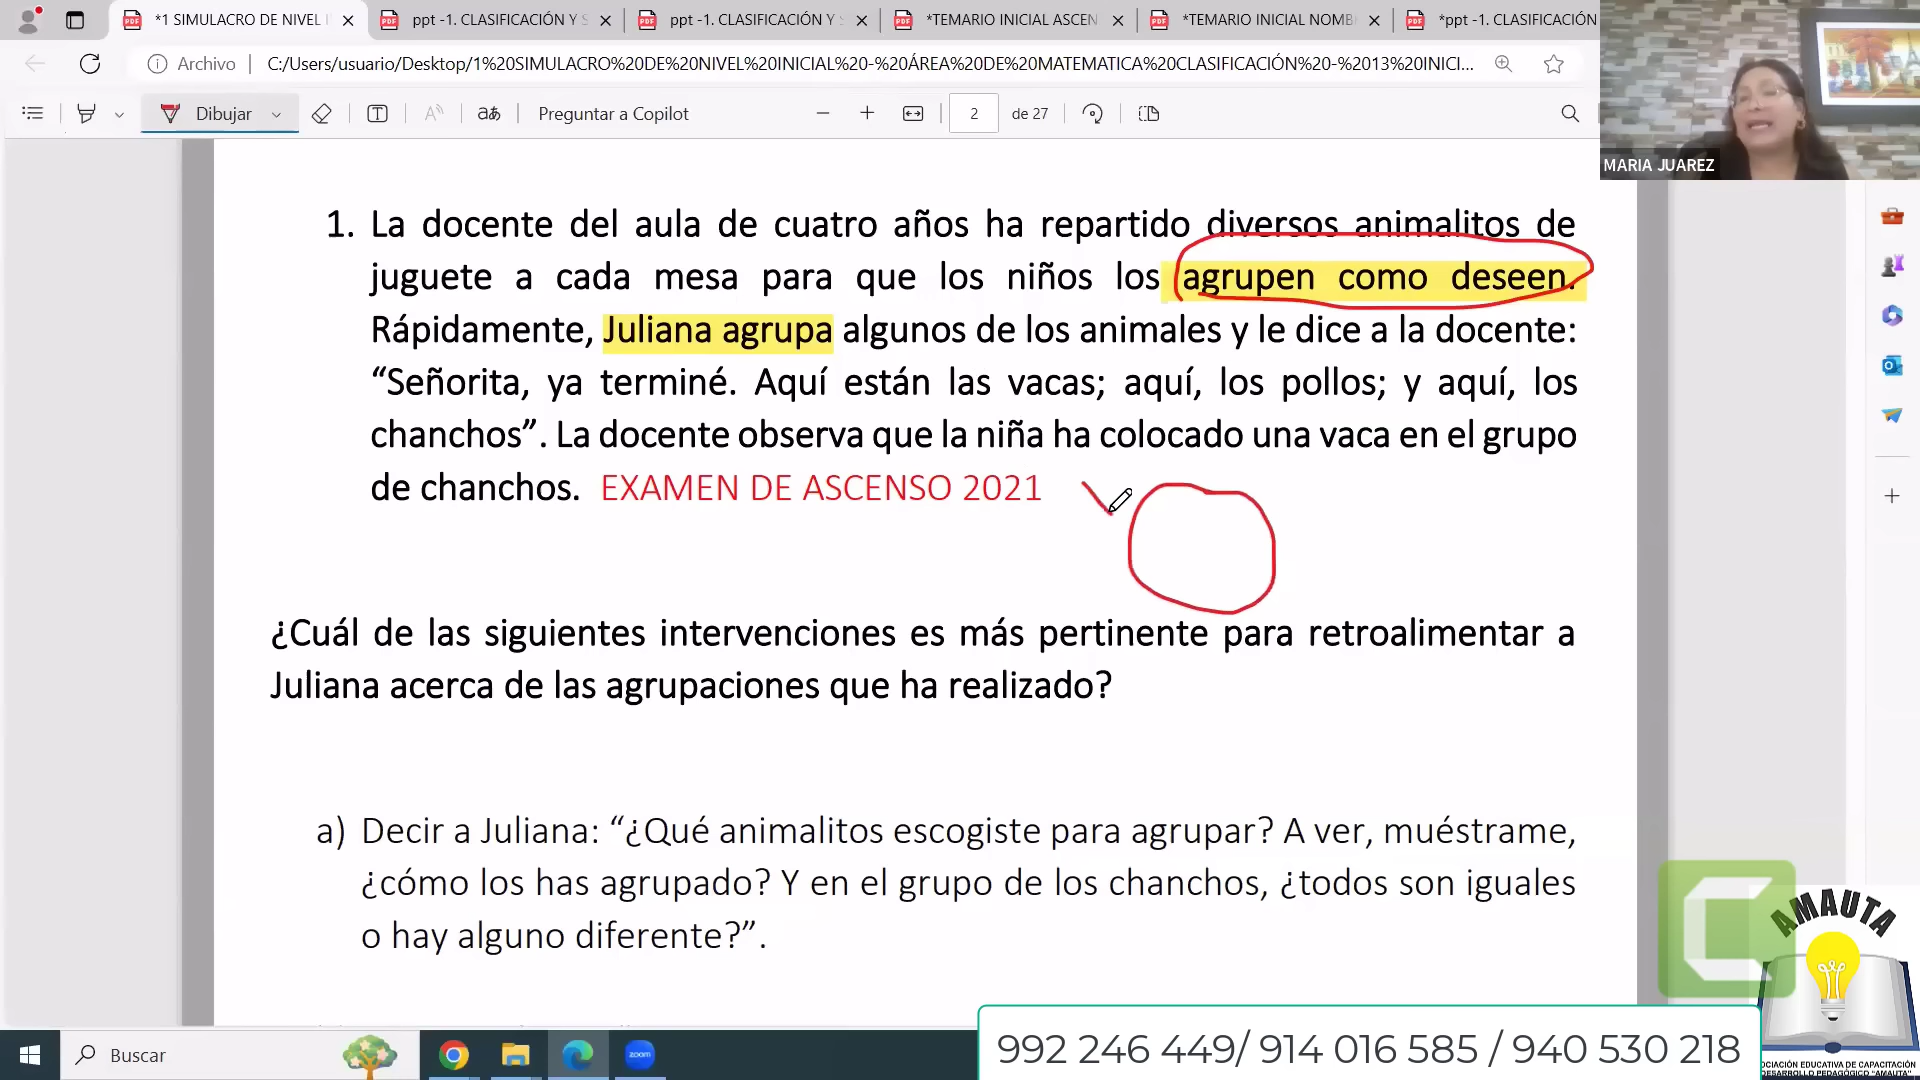 *1 SIMULACRO DE NIVEL I
ppt -1. CLASIFICACIÓN Y S
ppt -1. CLASIFICACIÓN Y S
*TEMARIO INICIAL ASCEN
*TEMARIO INICIAL NOMB
*ppt -1. CLASIFICACIÓN
Archivo
C:/Users/usuario/Desktop/1%20SIMULACRO%20DE%20NIVEL%20INICIAL%20-%20ÁREA%20DE%20MATEMATICA%20CLASIFICACIÓN%20-%2013%20INICI...
Dibujar
Preguntar a Copilot
2
de 27
MARIA JUAREZ
1. La docente del aula de cuatro años ha repartido diversos animalitos de
juguete a cada mesa para que los niños los agrupen como deseen.
Rápidamente, Juliana agrupa algunos de los animales y le dice a la docente:
“Señorita, ya terminé. Aquí están las vacas; aquí, los pollos; y aquí, los
chanchos”. La docente observa que la niña ha colocado una vaca en el grupo
de chanchos. EXAMEN DE ASCENSO 2021
¿Cuál de las siguientes intervenciones es más pertinente para retroalimentar a
Juliana acerca de las agrupaciones que ha realizado?
a) Decir a Juliana: “¿Qué animalitos escogiste para agrupar? A ver, muéstrame,
¿cómo los has agrupado? Y en el grupo de los chanchos, ¿todos son iguales
o hay alguno diferente?”.
AMAUTA
992 246 449/ 914 016 585 / 940 530 218
OCIACIÓN EDUCATIVA DE CAPACITACIÓN
DESARROLLO PEDAGÓGICO "AMAUTA"
Buscar
zoom